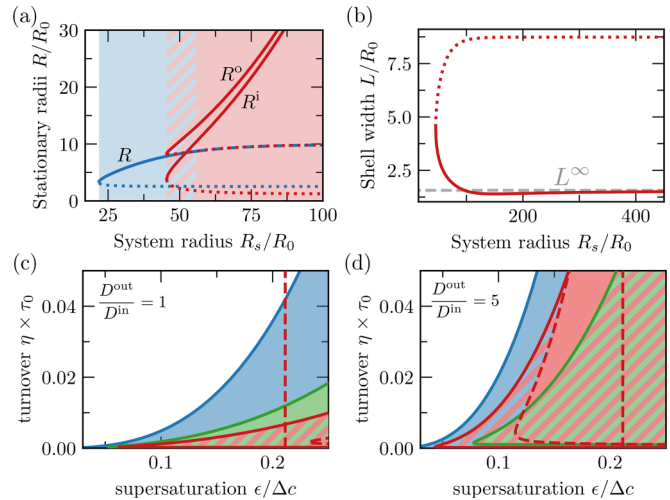 (a)
30
20
10
0
Stationary radii R/R₀
Rᵒ
Rⁱ
R
25
50
75
100
System radius Rₛ/R₀
(b)
7.5
5.0
2.5
Shell width L/R₀
L^∞
200
400
System radius Rₛ/R₀
(c)
0.04
0.02
0.00
turnover η × τ₀
D^out/D^in = 1
0.1
0.2
supersaturation ϵ/Δc
(d)
0.04
0.02
0.00
turnover η × τ₀
D^out/D^in = 5
0.1
0.2
supersaturation ϵ/Δc